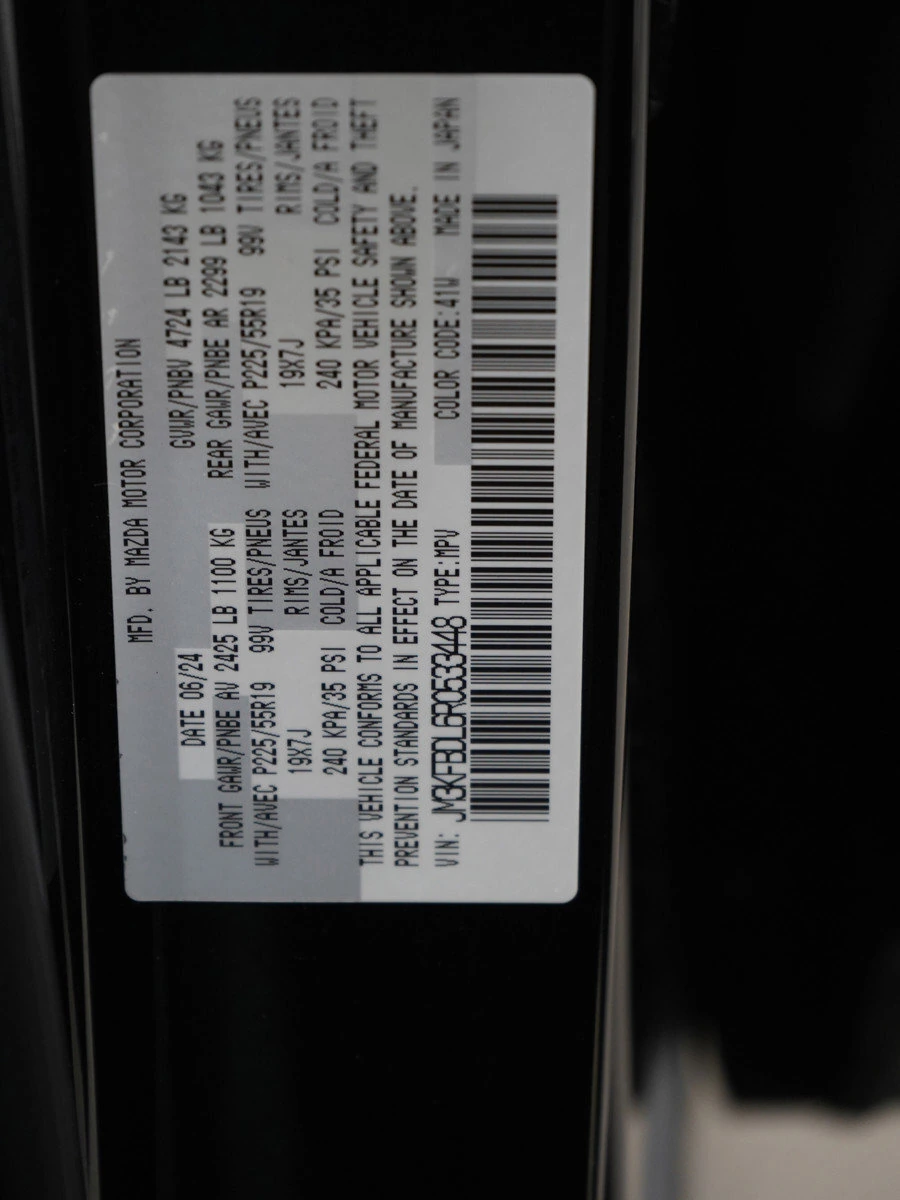 MFD. BY MAZDA MOTOR CORPORATION
DATE 06/24 GVWR/PNBV 4724 LB 2143 KG
FRONT GAWR/PNBE AV 2425 LB 1100 KG REAR GAWR/PNBE AR 2299 LB 1043 KG
WITH/AVEC P225/55R19 99V TIRES/PNEUS WITH/AVEC P225/55R19 99V TIRES/PNEUS
19X7J RIMS/JANTES 19X7J RIMS/JANTES
240 KPA/35 PSI COLD/A FROID 240 KPA/35 PSI COLD/A FROID
THIS VEHICLE CONFORMS TO ALL APPLICABLE FEDERAL MOTOR VEHICLE SAFETY AND THEFT
PREVENTION STANDARDS IN EFFECT ON THE DATE OF MANUFACTURE SHOWN ABOVE.
VIN: JM3KFBDL6R0533448 TYPE:MPV COLOR CODE:41W MADE IN JAPAN